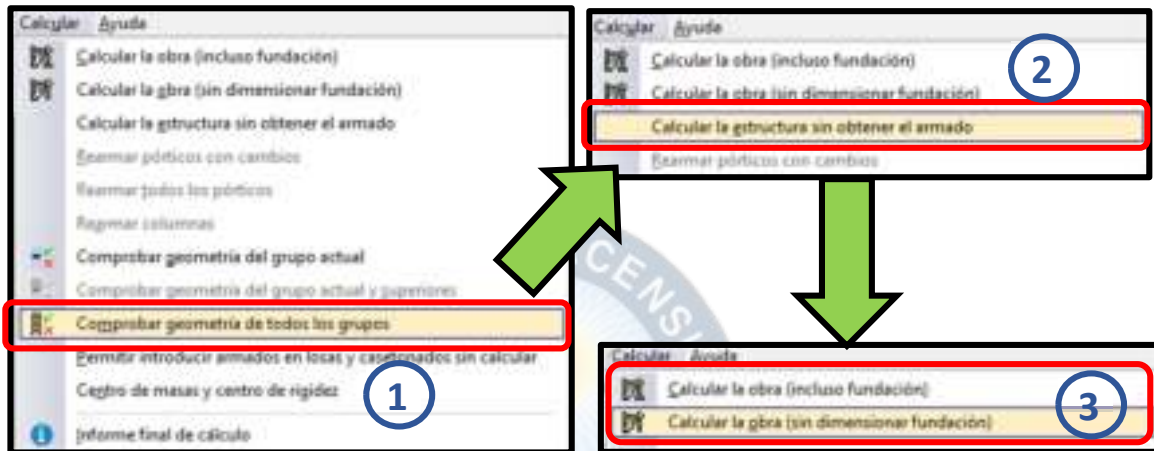 Calcular Ayuda
Calcular la obra (incluso fundación)
Calcular la obra (sin dimensionar fundación)
Calcular la estructura sin obtener el armado
Rearmar pórticos con cambios
Rearmar todos los pórticos
Rearmar columnas
Comprobar geometría del grupo actual
Comprobar geometría del grupo actual y superiores
Comprobar geometría de todos los grupos
Permitir introducir armados en losas y casetonados sin calcular
Centro de masas y centro de rigidez
1
Informe final de cálculo
Calcular Ayuda
Calcular la obra (incluso fundación)
2
Calcular la obra (sin dimensionar fundación)
Calcular la estructura sin obtener el armado
Rearmar pórticos con cambios
CENSI
Calcular Ayuda
Calcular la obra (incluso fundación)
3
Calcular la obra (sin dimensionar fundación)